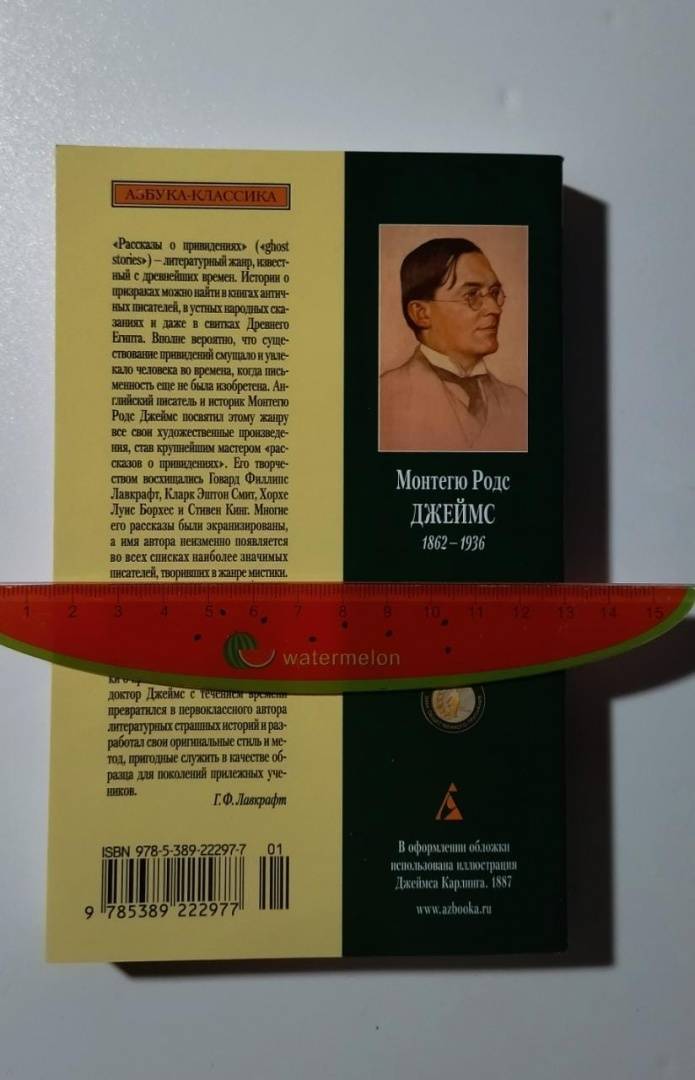 АЗБУКА-КЛАССИКА
«Рассказы о привидениях» («ghost
stories») – литературный жанр, извест-
ный с древнейших времен. Истории о
призраках можно найти в книгах антич-
ных писателей, в устных народных ска-
заниях и даже в свитках Древнего
Египта. Вполне вероятно, что суще-
ствование привидений смущало и увле-
кало человека во времена, когда пись-
менность еще не была изобретена. Ан-
глийский писатель и историк Монтегю
Родс Джеймс посвятил этому жанру
все свои художественные произведе-
ния, став крупнейшим мастером «рас-
сказов о привидениях». Его творче-
ством восхищались Говард Филлипс
Лавкрафт, Кларк Эштон Смит, Хорхе
Луис Борхес и Стивен Кинг. Многие
его рассказы были экранизированы,
а имя автора неизменно появляется
во всех списках наиболее значимых
писателей, творивших в жанре мистики.
1 2 3 4 5 6 7 8 9 10 11 12 13 14 15
watermelon
доктор Джеймс с течением времени
превратился в первоклассного автора
литературных страшных историй и раз-
работал свои оригинальные стиль и ме-
тод, пригодные служить в качестве об-
разца для поколений прилежных уче-
ников.
Г. Ф. Лавкрафт
ISBN 978-5-389-22297-7 01
9 785389 222977
Монтегю Родс
ДЖЕЙМС
1862–1936
В оформлении обложки
использована иллюстрация
Джеймса Карлинга. 1887
www.azbooka.ru